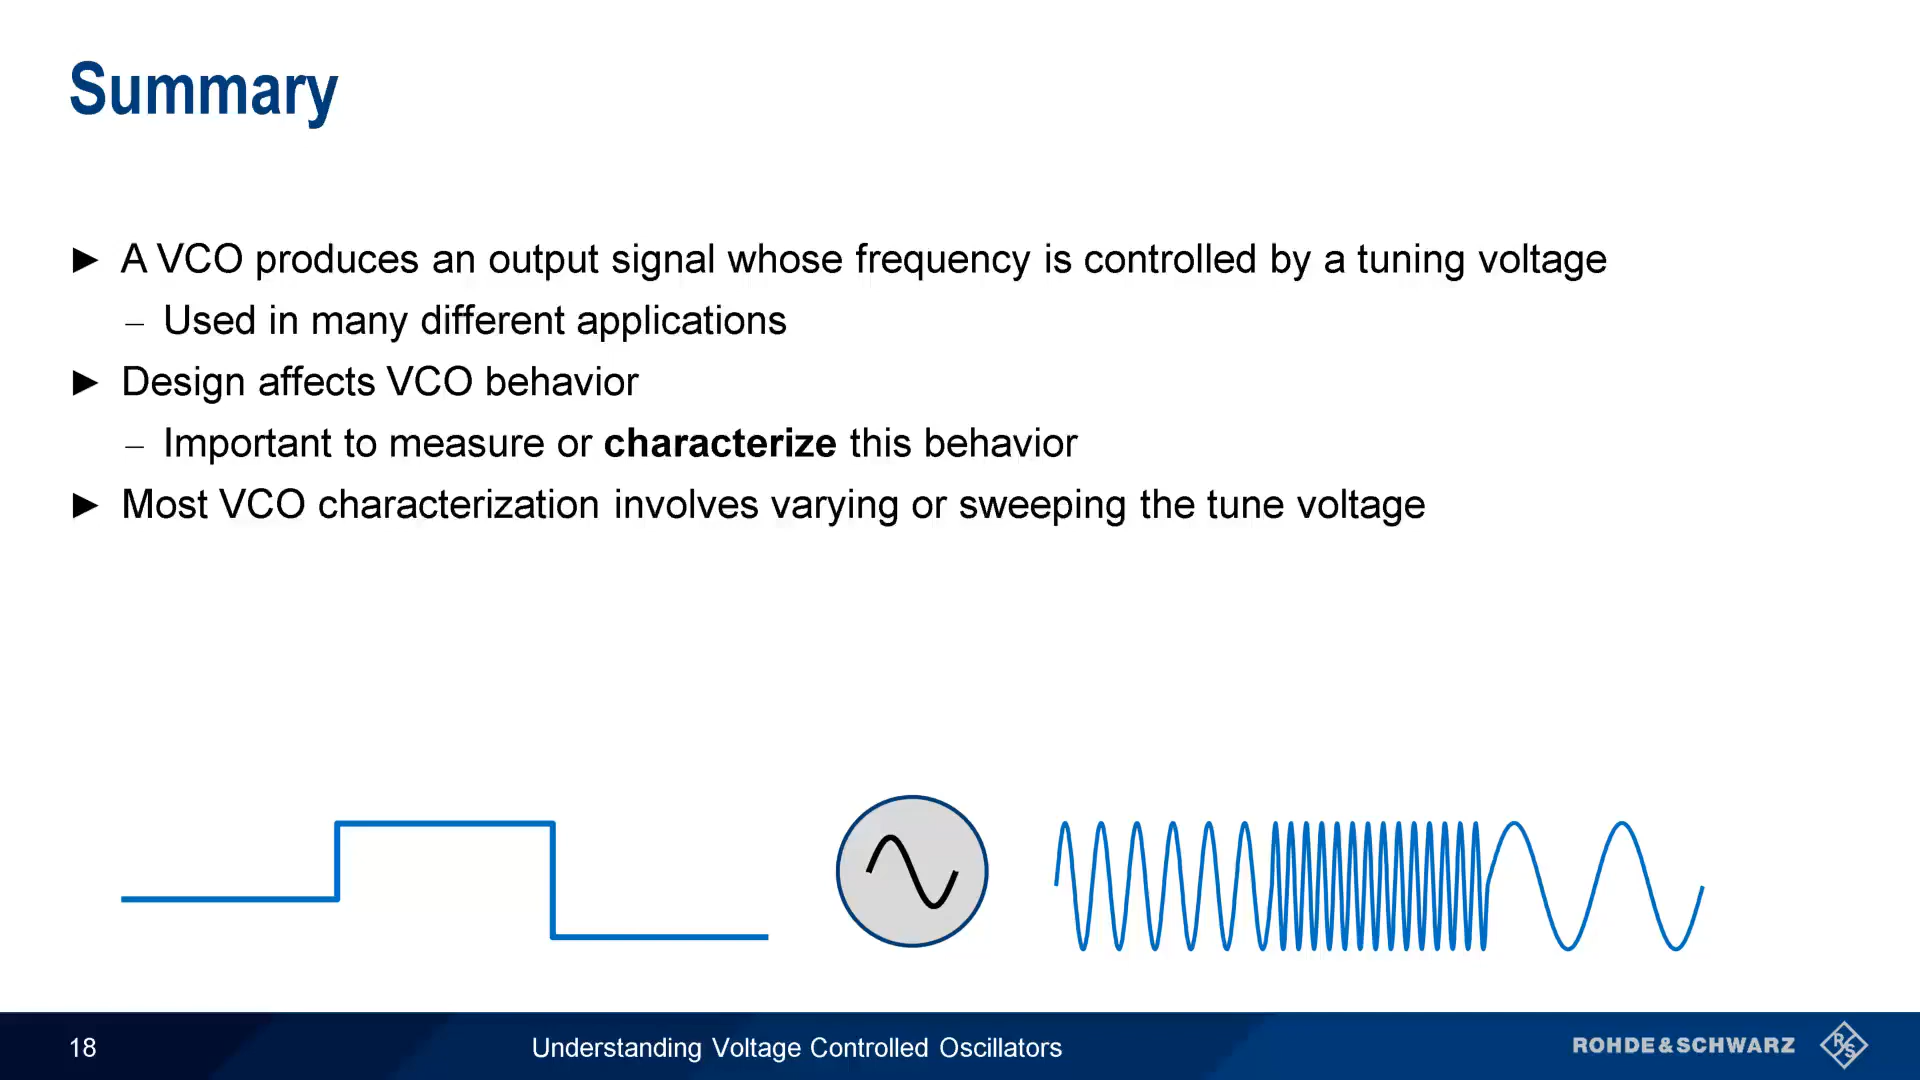 Summary
► A VCO produces an output signal whose frequency is controlled by a tuning voltage
– Used in many different applications
► Design affects VCO behavior
– Important to measure or characterize this behavior
► Most VCO characterization involves varying or sweeping the tune voltage
18
Understanding Voltage Controlled Oscillators
ROHDE&SCHWARZ
R
S